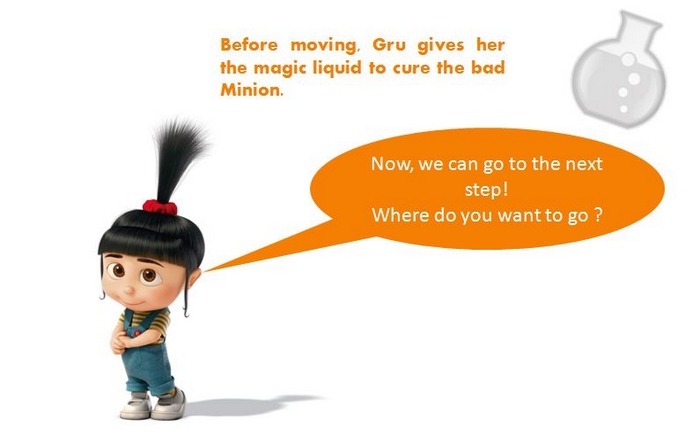 Before moving, Gru gives her
the magic liquid to cure the bad
Minion.
Now, we can go to the next
step!
Where do you want to go ?